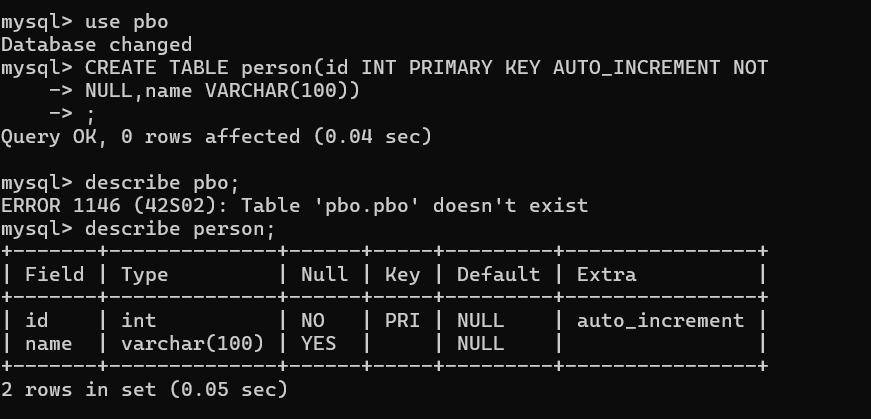 mysql> use pbo
Database changed
mysql> CREATE TABLE person(id INT PRIMARY KEY AUTO_INCREMENT NOT
    -> NULL,name VARCHAR(100))
    -> ;
Query OK, 0 rows affected (0.04 sec)

mysql> describe pbo;
ERROR 1146 (42S02): Table 'pbo.pbo' doesn't exist
mysql> describe person;
+-------+--------------+------+-----+---------+----------------+
| Field | Type         | Null | Key | Default | Extra          |
+-------+--------------+------+-----+---------+----------------+
| id    | int          | NO   | PRI | NULL    | auto_increment |
| name  | varchar(100) | YES  |     | NULL    |                |
+-------+--------------+------+-----+---------+----------------+
2 rows in set (0.05 sec)